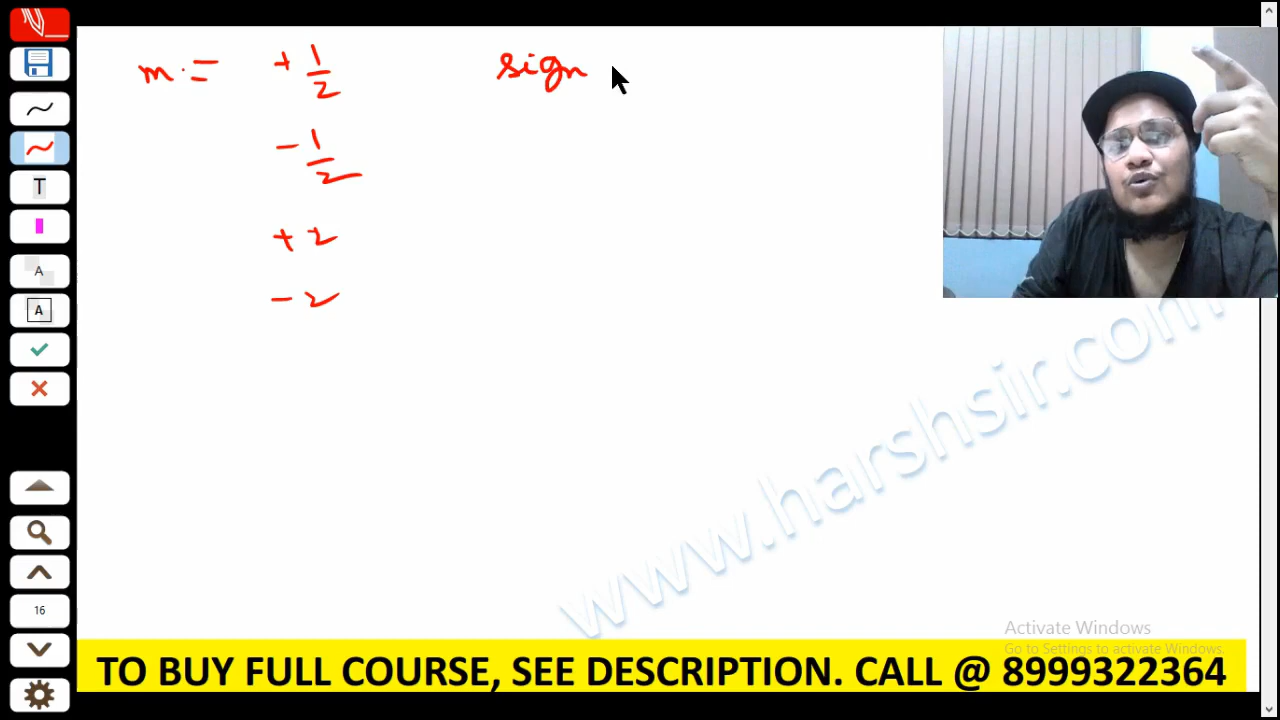 m = + 1/2 sign
- 1/2
+ 2
- 2
www.harshsir.com
T
A
A
16
Activate Windows
Go to Settings to activate Windows.
TO BUY FULL COURSE, SEE DESCRIPTION. CALL @ 8999322364